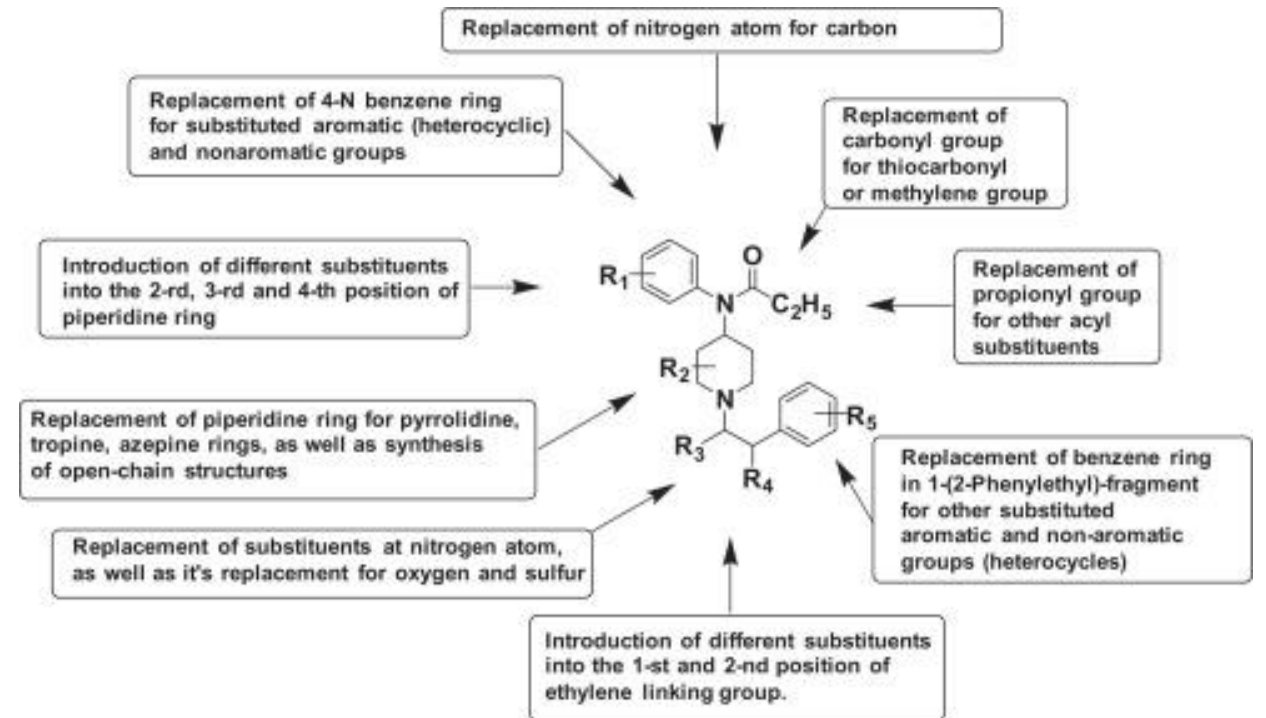 Replacement of nitrogen atom for carbon
Replacement of 4-N benzene ring
for substituted aromatic (heterocyclic)
and nonaromatic groups
Replacement of
carbonyl group
for thiocarbonyl
or methylene group
Introduction of different substituents
into the 2-rd, 3-rd and 4-th position of
piperidine ring
R1
O
N
C2H5
Replacement of
propionyl group
for other acyl
substituents
R2
N
R3
R4
R5
Replacement of piperidine ring for pyrrolidine,
tropine, azepine rings, as well as synthesis
of open-chain structures
Replacement of benzene ring
in 1-(2-Phenylethyl)-fragment
for other substituted
aromatic and non-aromatic
groups (heterocycles)
Replacement of substituents at nitrogen atom,
as well as it's replacement for oxygen and sulfur
Introduction of different substituents
into the 1-st and 2-nd position of
ethylene linking group.